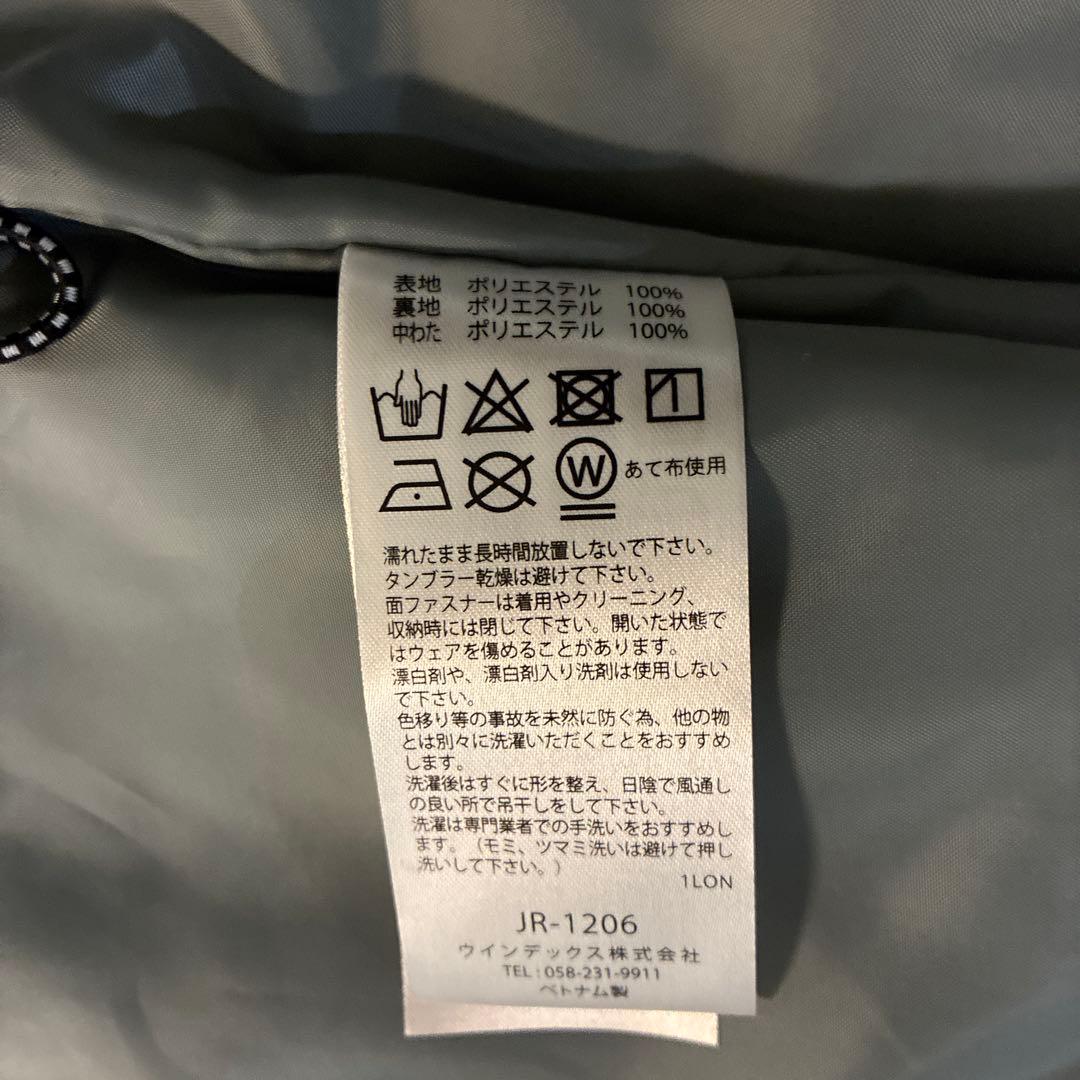 表地 ポリエステル 100%
裏地 ポリエステル 100%
中わた ポリエステル 100%
W あて布使用
濡れたまま長時間放置しないで下さい。
タンブラー乾燥は避けて下さい。
面ファスナーは着用やクリーニング、
収納時には閉じて下さい。開いた状態で
はウェアを傷めることがあります。
漂白剤や、漂白剤入り洗剤は使用しない
で下さい。
色移り等の事故を未然に防ぐ為、他の物
とは別々に洗濯いただくことをおすすめ
します。
洗濯後はすぐに形を整え、日陰で風通し
の良い所で吊干しをして下さい。
洗濯は専門業者での手洗いをおすすめし
ます。（モミ、ツマミ洗いは避けて押し
洗いして下さい。）
1LON
JR-1206
ウインデックス株式会社
TEL:058-231-9911
ベトナム製